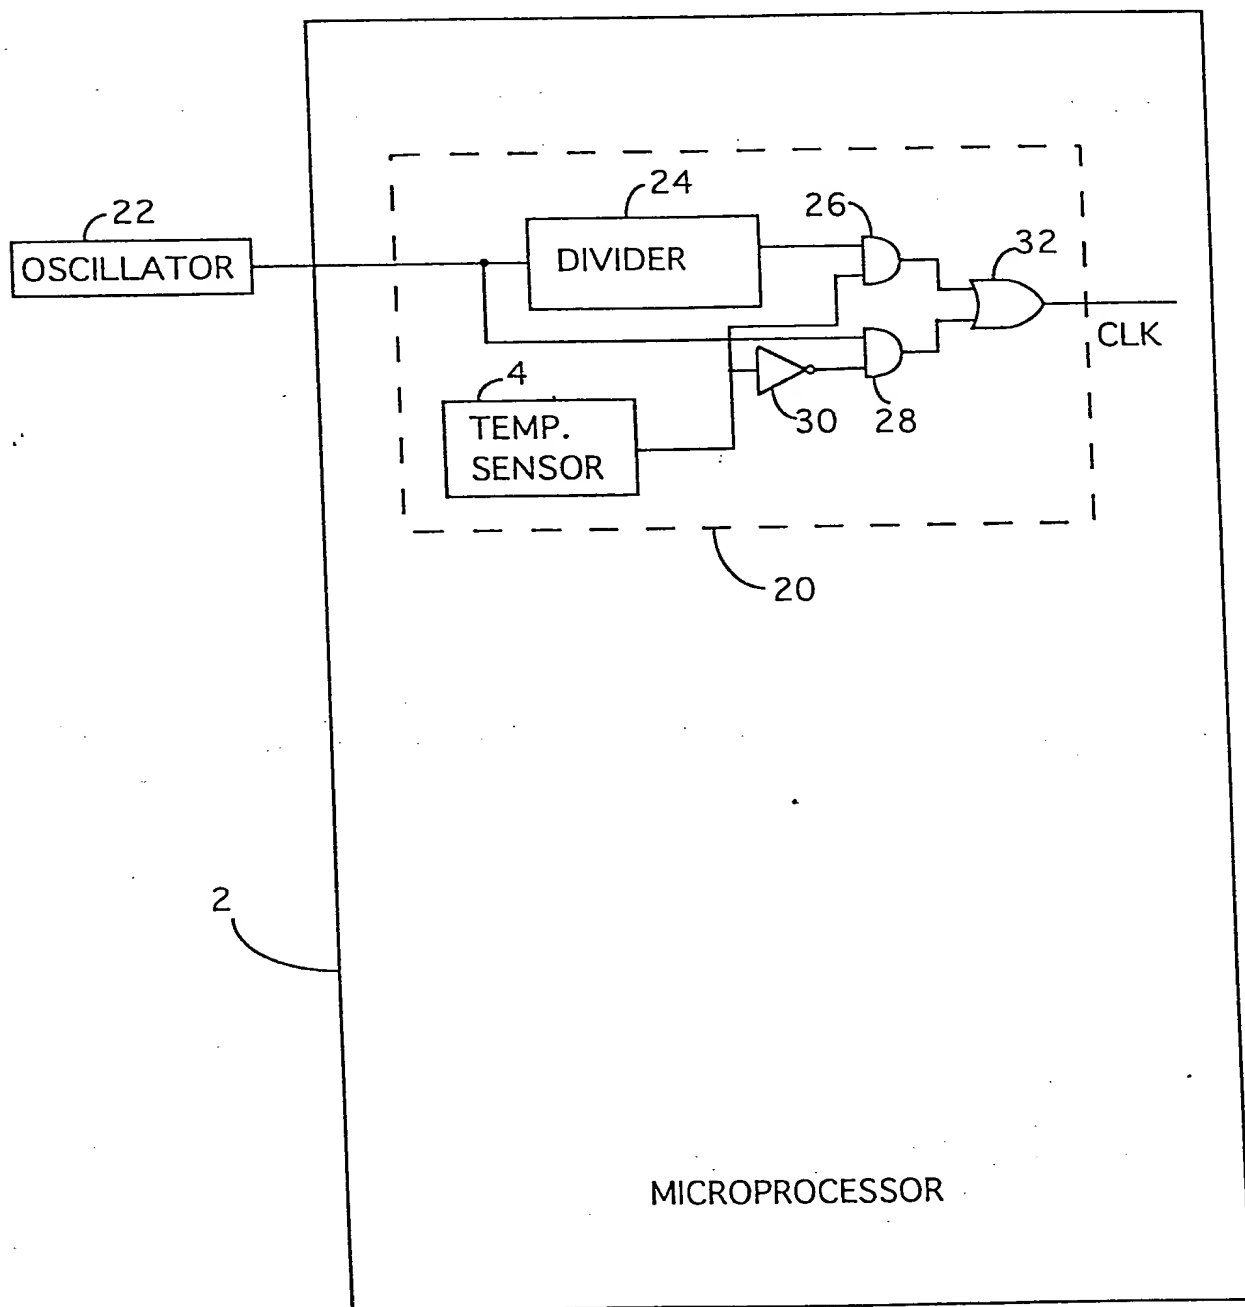 22
OSCILLATOR
24
DIVIDER
26
32
CLK
4
TEMP.
SENSOR
30
28
20
2
MICROPROCESSOR